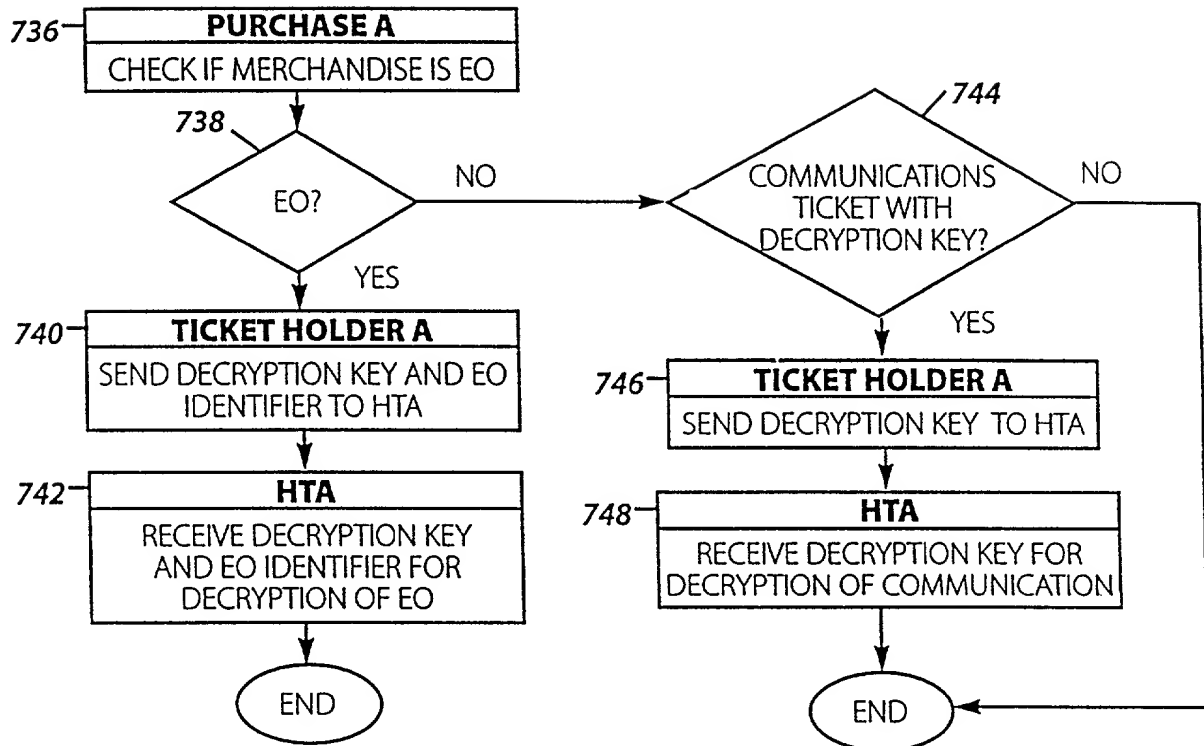 736
PURCHASE A
CHECK IF MERCHANDISE IS EO
738
EO?
NO
YES
740
TICKET HOLDER A
SEND DECRYPTION KEY AND EO
IDENTIFIER TO HTA
742
HTA
RECEIVE DECRYPTION KEY
AND EO IDENTIFIER FOR
DECRYPTION OF EO
END
744
COMMUNICATIONS
TICKET WITH
DECRYPTION KEY?
NO
YES
746
TICKET HOLDER A
SEND DECRYPTION KEY TO HTA
748
HTA
RECEIVE DECRYPTION KEY FOR
DECRYPTION OF COMMUNICATION
END